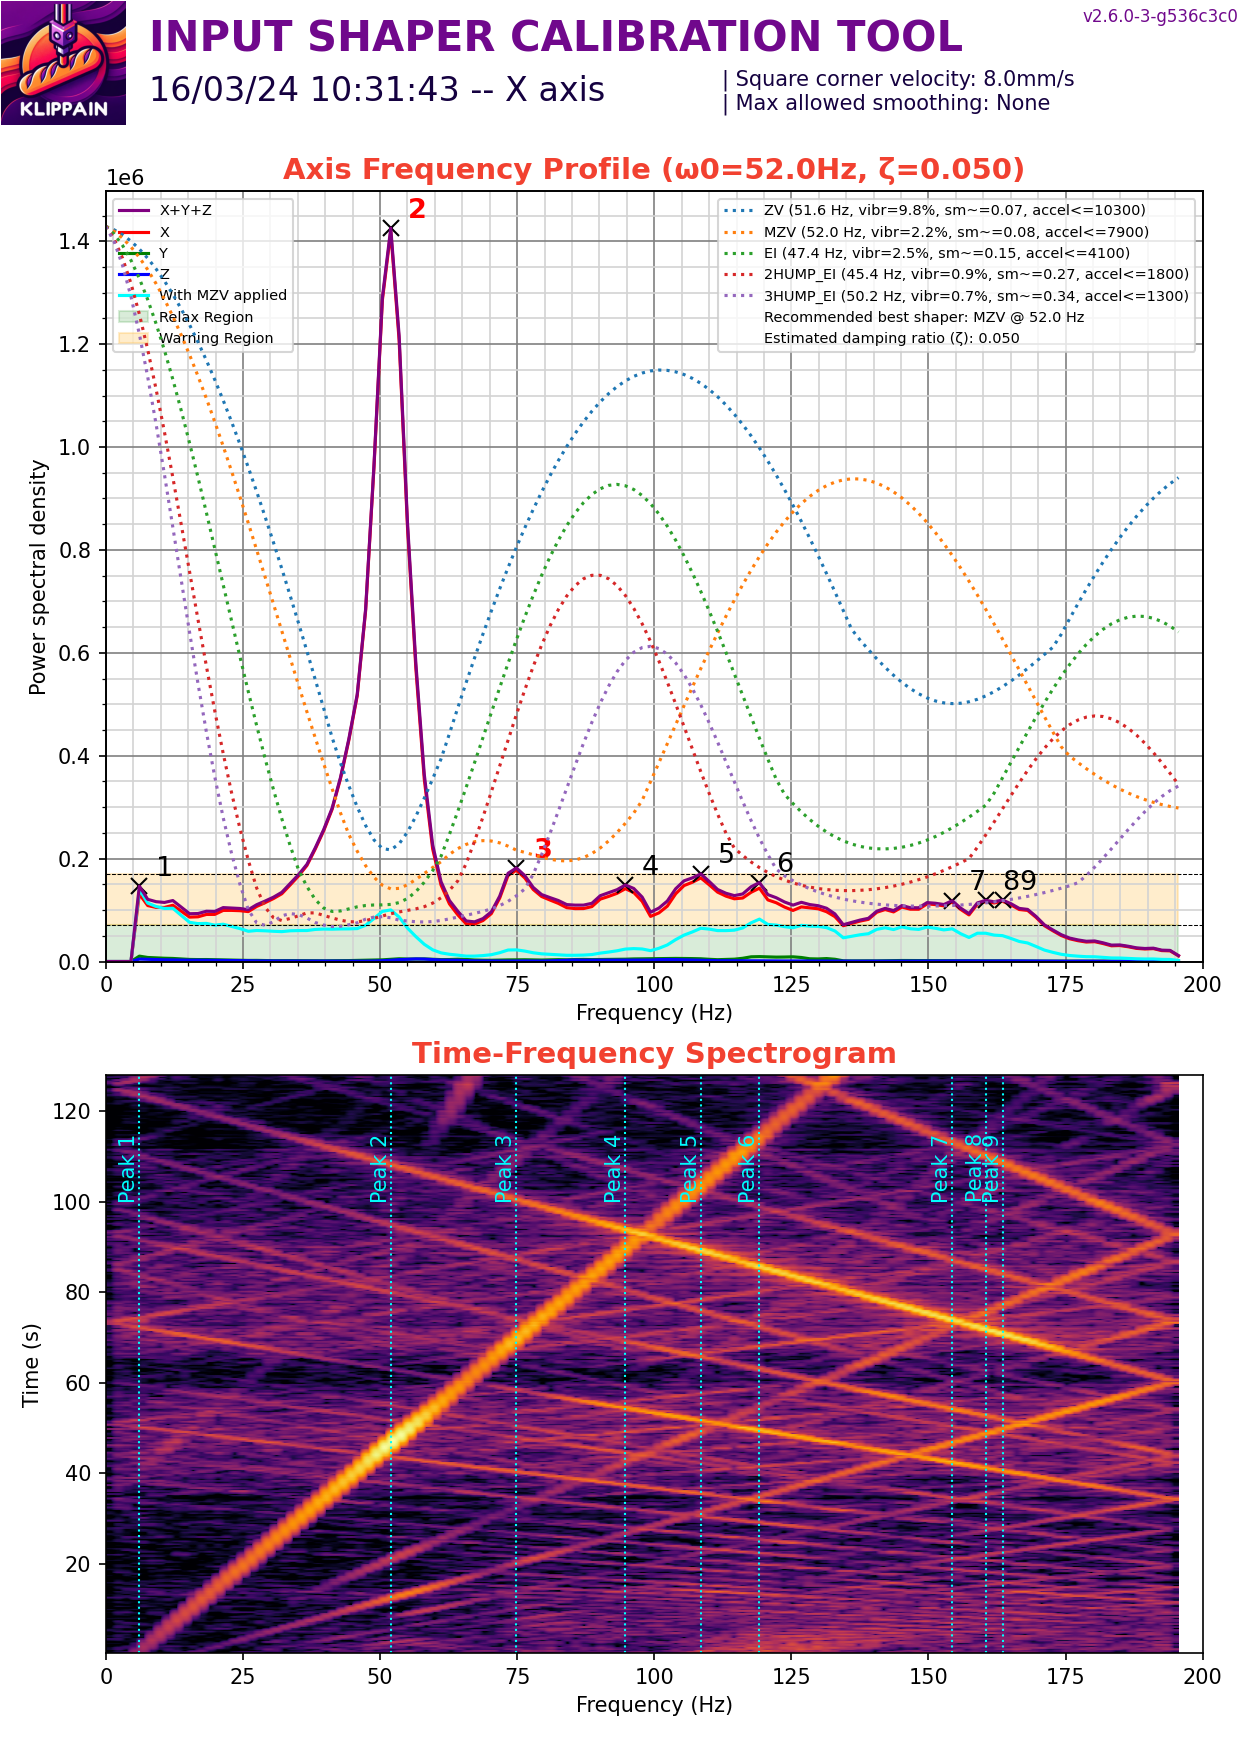 KLIPPAIN
INPUT SHAPER CALIBRATION TOOL
v2.6.0-3-g536c3c0
16/03/24 10:31:43 -- X axis
| Square corner velocity: 8.0mm/s
| Max allowed smoothing: None
Axis Frequency Profile (ω0=52.0Hz, ζ=0.050)
1e6
X+Y+Z
X
Y
Z
With MZV applied
Relax Region
Warning Region
ZV (51.6 Hz, vibr=9.8%, sm~=0.07, accel<=10300)
MZV (52.0 Hz, vibr=2.2%, sm~=0.08, accel<=7900)
EI (47.4 Hz, vibr=2.5%, sm~=0.15, accel<=4100)
2HUMP_EI (45.4 Hz, vibr=0.9%, sm~=0.27, accel<=1800)
3HUMP_EI (50.2 Hz, vibr=0.7%, sm~=0.34, accel<=1300)
Recommended best shaper: MZV @ 52.0 Hz
Estimated damping ratio (ζ): 0.050
Power spectral density
1.4
1.2
1.0
0.8
0.6
0.4
0.2
0.0
1
2
3
4
5
6
7
8
9
0
25
50
75
100
125
150
175
200
Frequency (Hz)
Time-Frequency Spectrogram
Time (s)
120
100
80
60
40
20
Peak 1
Peak 2
Peak 3
Peak 4
Peak 5
Peak 6
Peak 7
Peak 8
Peak 9
0
25
50
75
100
125
150
175
200
Frequency (Hz)